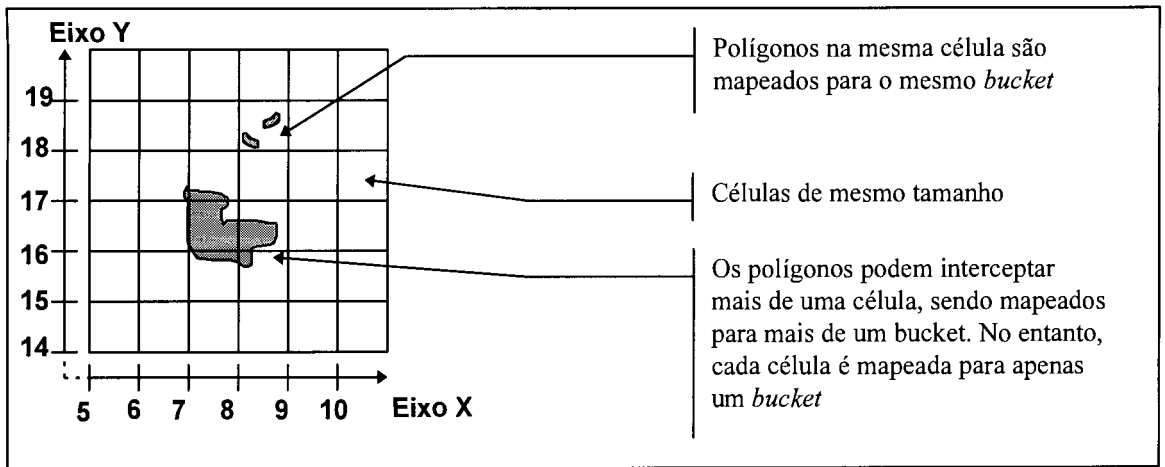 Eixo Y
19
18
17
16
15
14
5 6 7 8 9 10 Eixo X
Polígonos na mesma célula são
mapeados para o mesmo bucket
Células de mesmo tamanho
Os polígonos podem interceptar
mais de uma célula, sendo mapeados
para mais de um bucket. No entanto,
cada célula é mapeada para apenas
um bucket